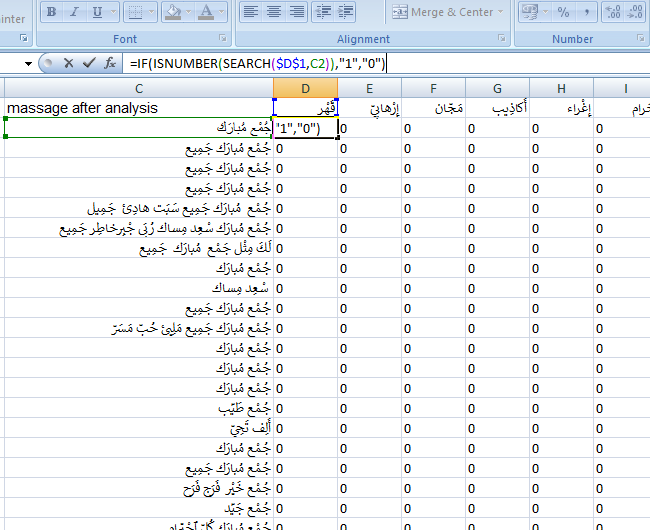 inter
B I U
A
Merge & Center
% ,
.00
Font
Alignment
Number
fx =IF(ISNUMBER(SEARCH($D$1,C2)),"1","0")
C D E F G H I
massage after analysis قَهْر إِرْهابِيّ مَجّان أَكاذِيب إِغْراء حَرام
جُمْع مُبارَك "1","0") 0 0 0 0 0
جُمْع مُبارَك جَمِيع 0 0 0 0 0 0
جُمْع مُبارَك جَمِيع 0 0 0 0 0 0
جُمْع مُبارَك جَمِيع 0 0 0 0 0 0
جُمْع مُبارَك جَمِيع سَبَت هادِئ جَمِيل 0 0 0 0 0 0
جُمْع مُبارَك سْعِد مِساك رُبَى جْبِرخاطِر جَمِيع 0 0 0 0 0 0
لَكَ مِثْل جَمْع مُبارَك جَمِيع 0 0 0 0 0 0
جُمْع مُبارَك 0 0 0 0 0 0
سْعِد مِساك 0 0 0 0 0 0
جُمْع مُبارَك جَمِيع 0 0 0 0 0 0
جُمْع مُبارَك جَمِيع مَلِيئ حُبّ مَسَرّ 0 0 0 0 0 0
جُمْع مُبارَك 0 0 0 0 0 0
جُمْع مُبارَك 0 0 0 0 0 0
جُمْع مُبارَك 0 0 0 0 0 0
جُمْع طَيّب 0 0 0 0 0 0
أَلِف تَحِيّ 0 0 0 0 0 0
جُمْع مُبارَك 0 0 0 0 0 0
جُمْع مُبارَك جَمِيع 0 0 0 0 0 0
جُمْع خَيْر فَرَج فَرَح 0 0 0 0 0 0
جُمْع جَيّد 0 0 0 0 0 0
جُمْع مُبارَك كُلّ 0 0 0 0 0 0